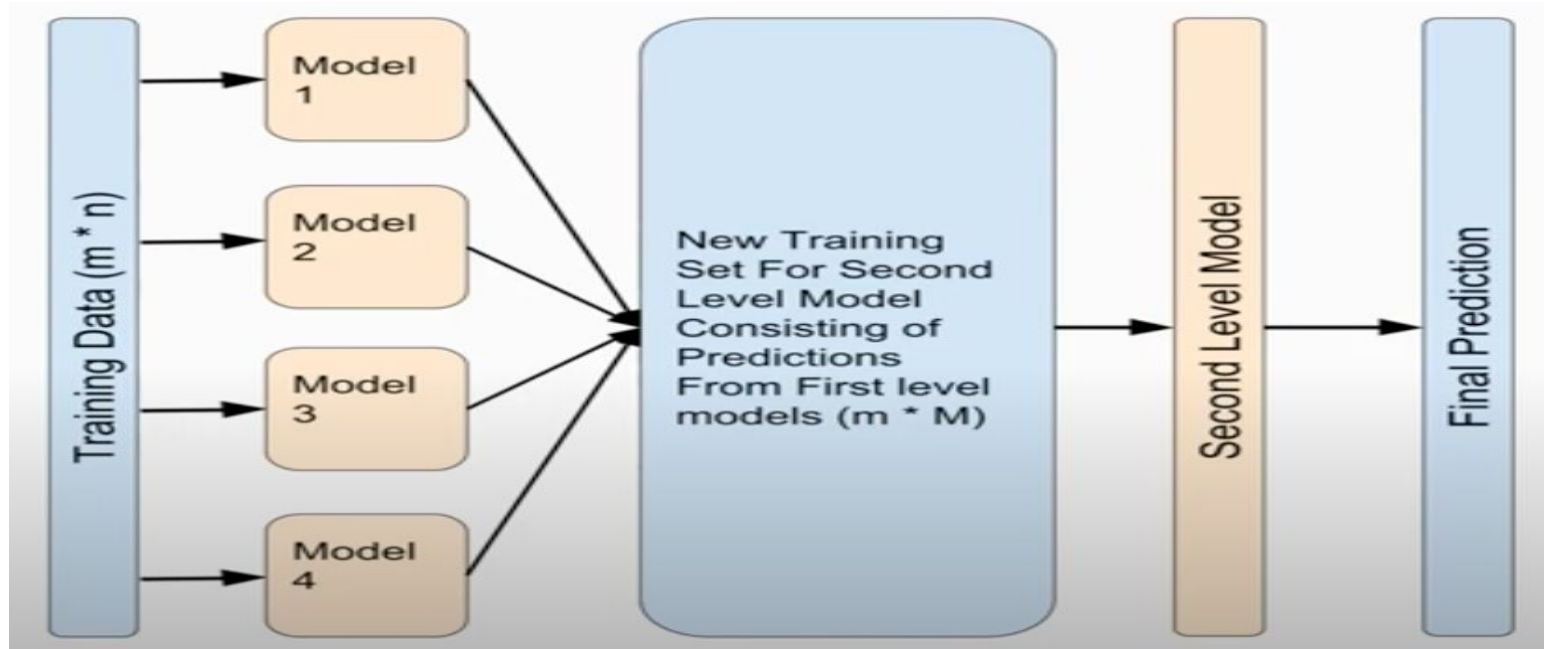 Training Data (m * n)
Model
1
Model
2
Model
3
Model
4
New Training
Set For Second
Level Model
Consisting of
Predictions
From First level
models (m * M)
Second Level Model
Final Prediction